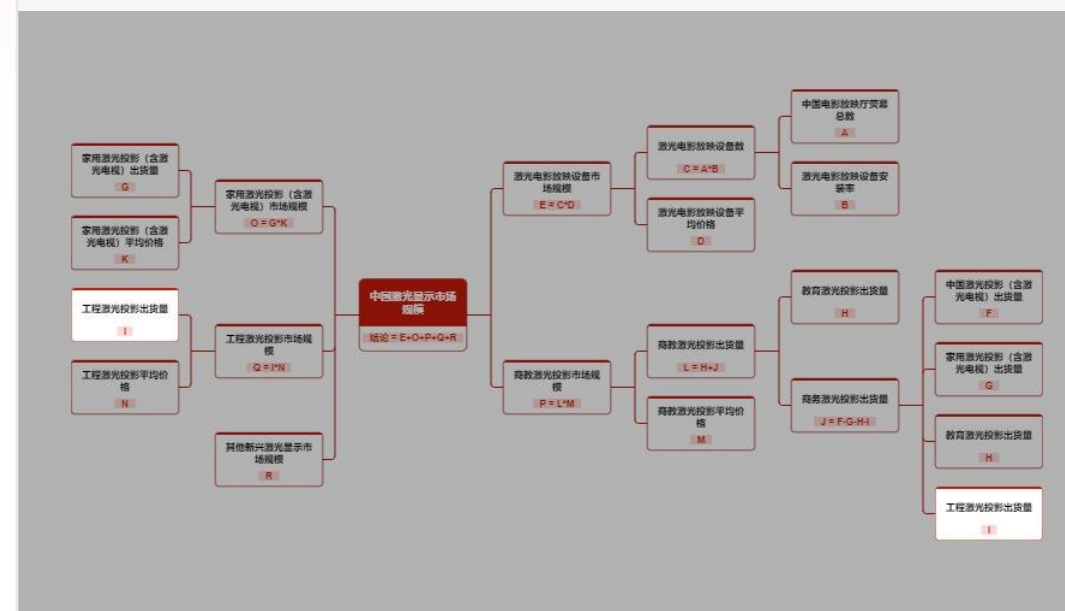 家用激光投影（含激
光电视）出货量
G
家用激光投影（含激
光电视）平均价格
K
家用激光投影（含激
光电视）市场规模
O = G*K
工程激光投影出货量
I
工程激光投影平均价
格
N
工程激光投影市场规
模
Q = I*N
其他新兴激光显示市
场规模
R
中国激光显示市场
规模
结论 = E+O+P+Q+R
激光电影放映设备市
场规模
E = C*D
激光电影放映设备数
C = A*B
激光电影放映设备平
均价格
D
中国电影放映厅荧幕
总数
A
激光电影放映设备安
装率
B
商教激光投影市场规
模
P = L*M
商教激光投影出货量
L = H+J
商教激光投影平均价
格
M
教育激光投影出货量
H
商务激光投影出货量
J = F-G-H-I
中国激光投影（含激
光电视）出货量
F
家用激光投影（含激
光电视）出货量
G
教育激光投影出货量
H
工程激光投影出货量
I